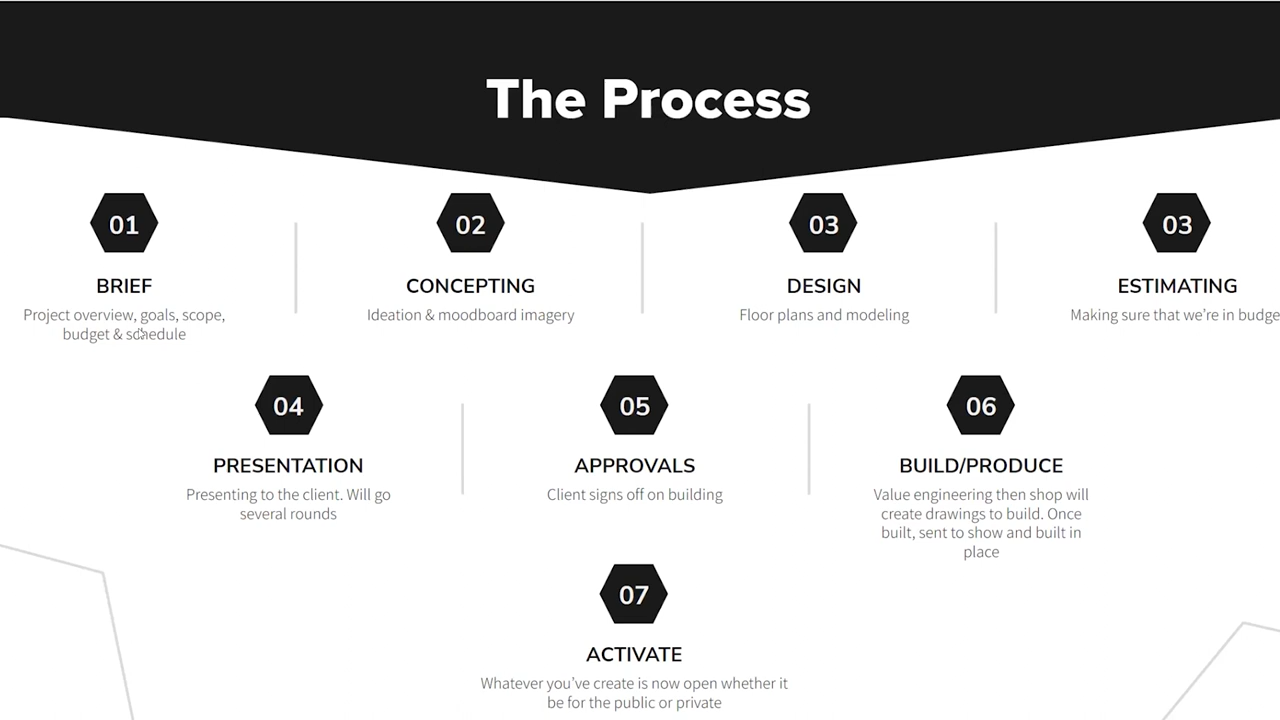 The Process
01
BRIEF
Project overview, goals, scope,
budget & schedule
02
CONCEPTING
Ideation & moodboard imagery
03
DESIGN
Floor plans and modeling
03
ESTIMATING
Making sure that we're in budge
04
PRESENTATION
Presenting to the client. Will go
several rounds
05
APPROVALS
Client signs off on building
06
BUILD/PRODUCE
Value engineering then shop will
create drawings to build. Once
built, sent to show and built in
place
07
ACTIVATE
Whatever you've create is now open whether it
be for the public or private